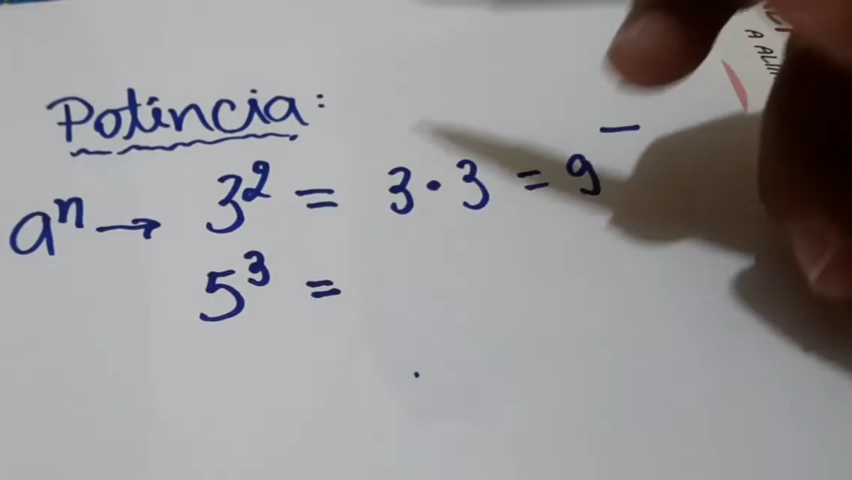 Potência:
aⁿ → 3² = 3 · 3 = 9
5³ =
A